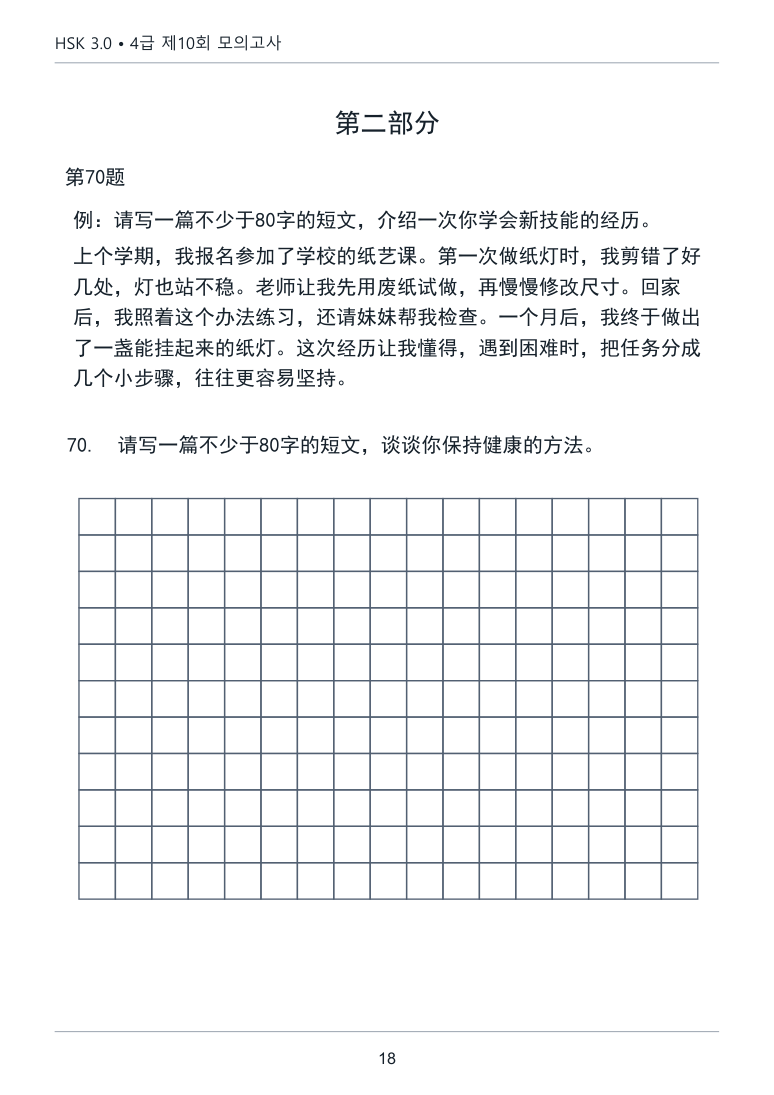 HSK 3.0 • 4급 제10회 모의고사
第二部分
第70题
例：请写一篇不少于80字的短文，介绍一次你学会新技能的经历。
上个学期，我报名参加了学校的纸艺课。第一次做纸灯时，我剪错了好
几处，灯也站不稳。老师让我先用废纸试做，再慢慢修改尺寸。回家
后，我照着这个办法练习，还请妹妹帮我检查。一个月后，我终于做出
了一盏能挂起来的纸灯。这次经历让我懂得，遇到困难时，把任务分成
几个小步骤，往往更容易坚持。
70. 请写一篇不少于80字的短文，谈谈你保持健康的方法。
18